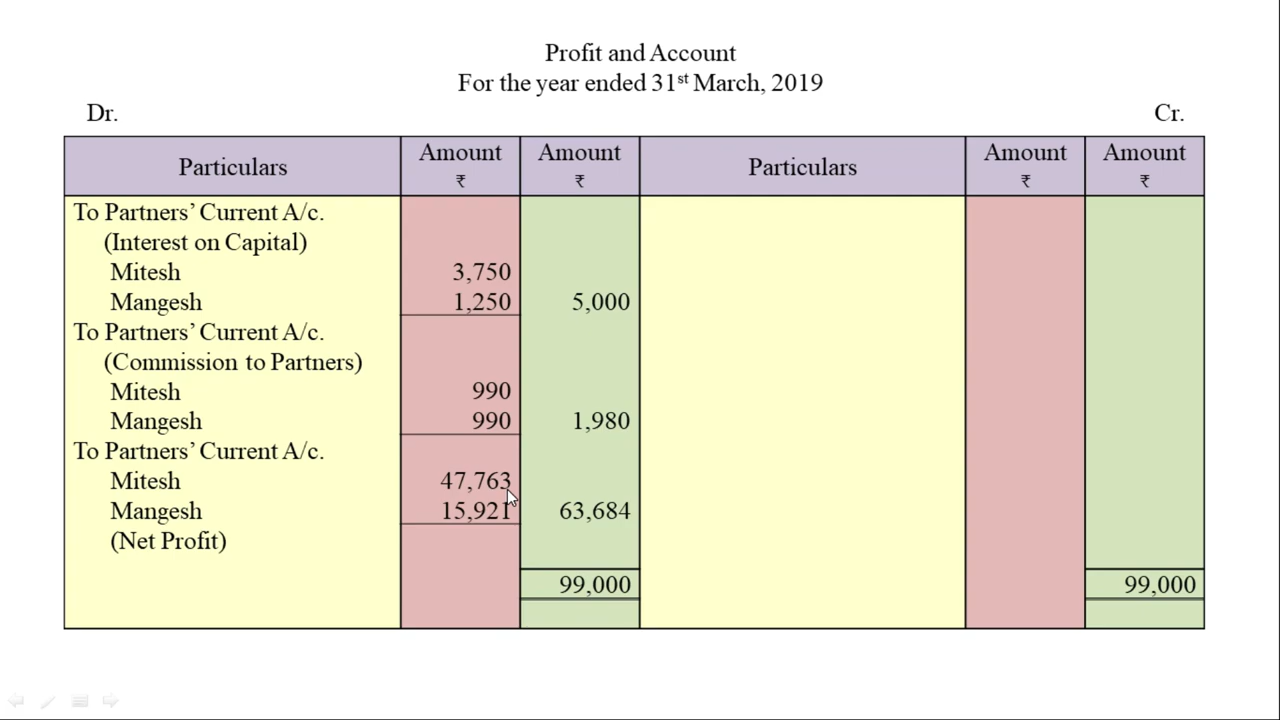 Profit and Account
For the year ended 31st March, 2019
Dr. Cr.
Particulars Amount ₹ Amount ₹ Particulars Amount ₹ Amount ₹
To Partners’ Current A/c.
(Interest on Capital)
Mitesh 3,750
Mangesh 1,250 5,000
To Partners’ Current A/c.
(Commission to Partners)
Mitesh 990
Mangesh 990 1,980
To Partners’ Current A/c.
Mitesh 47,763
Mangesh 15,921 63,684
(Net Profit)
99,000 99,000